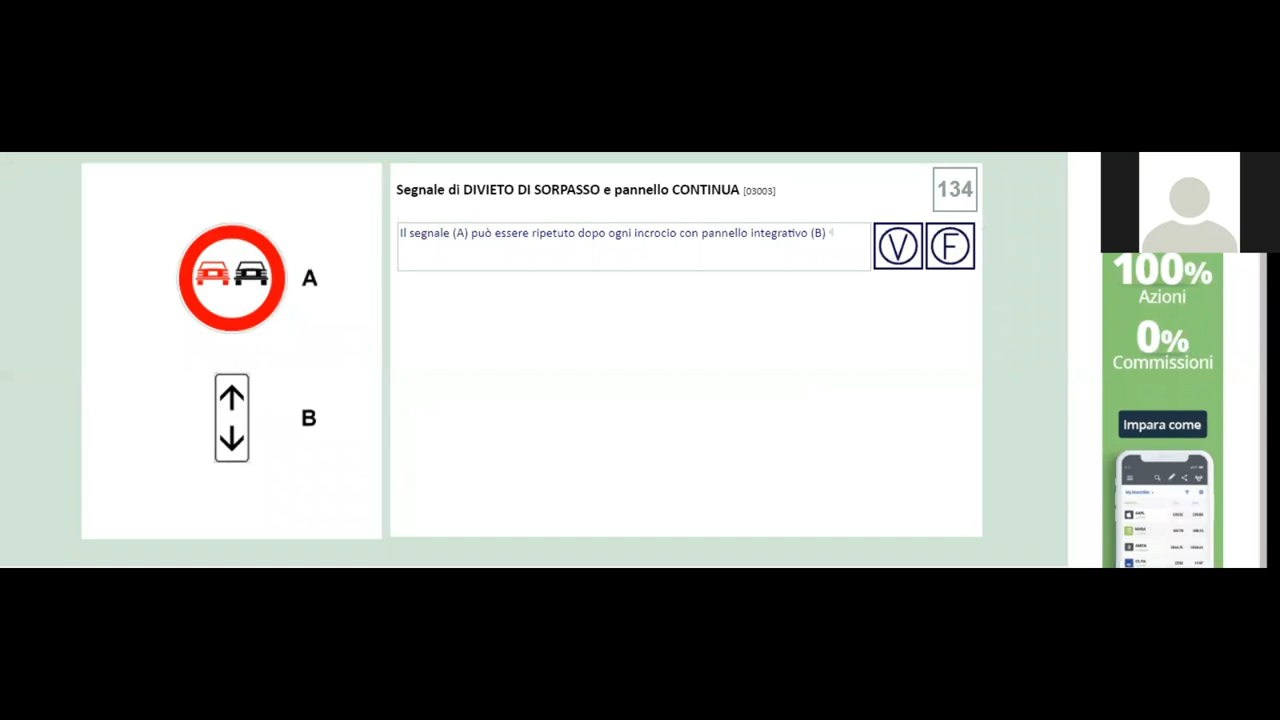 Segnale di DIVIETO DI SORPASSO e pannello CONTINUA [03003]
134
Il segnale (A) può essere ripetuto dopo ogni incrocio con pannello integrativo (B)
V
F
A
B
100%
Azioni
0%
Commissioni
Impara come